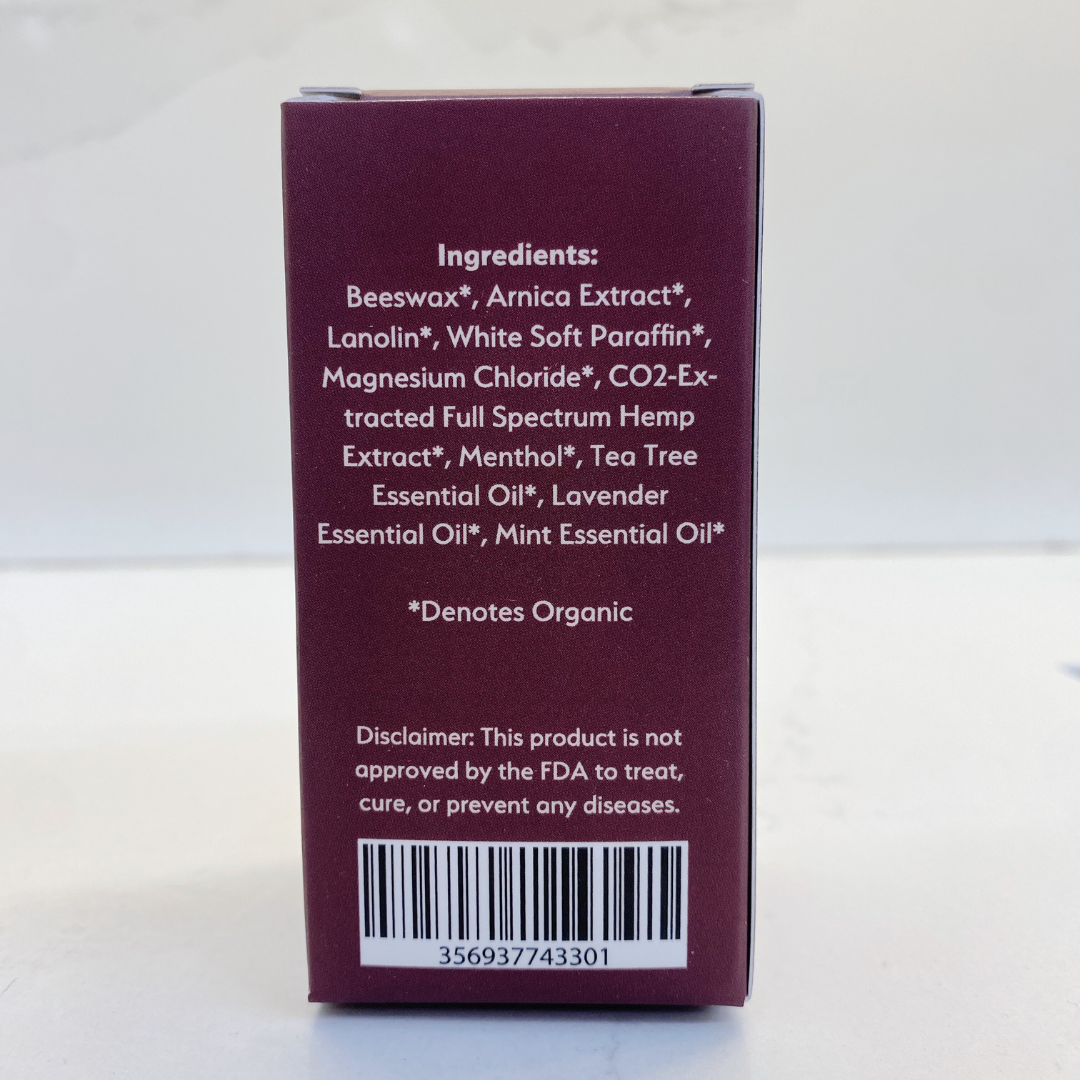 Ingredients:
Beeswax*, Arnica Extract*,
Lanolin*, White Soft Paraffin*,
Magnesium Chloride*, CO2-Ex-
tracted Full Spectrum Hemp
Extract*, Menthol*, Tea Tree
Essential Oil*, Lavender
Essential Oil*, Mint Essential Oil*
*Denotes Organic
Disclaimer: This product is not
approved by the FDA to treat,
cure, or prevent any diseases.
356937743301